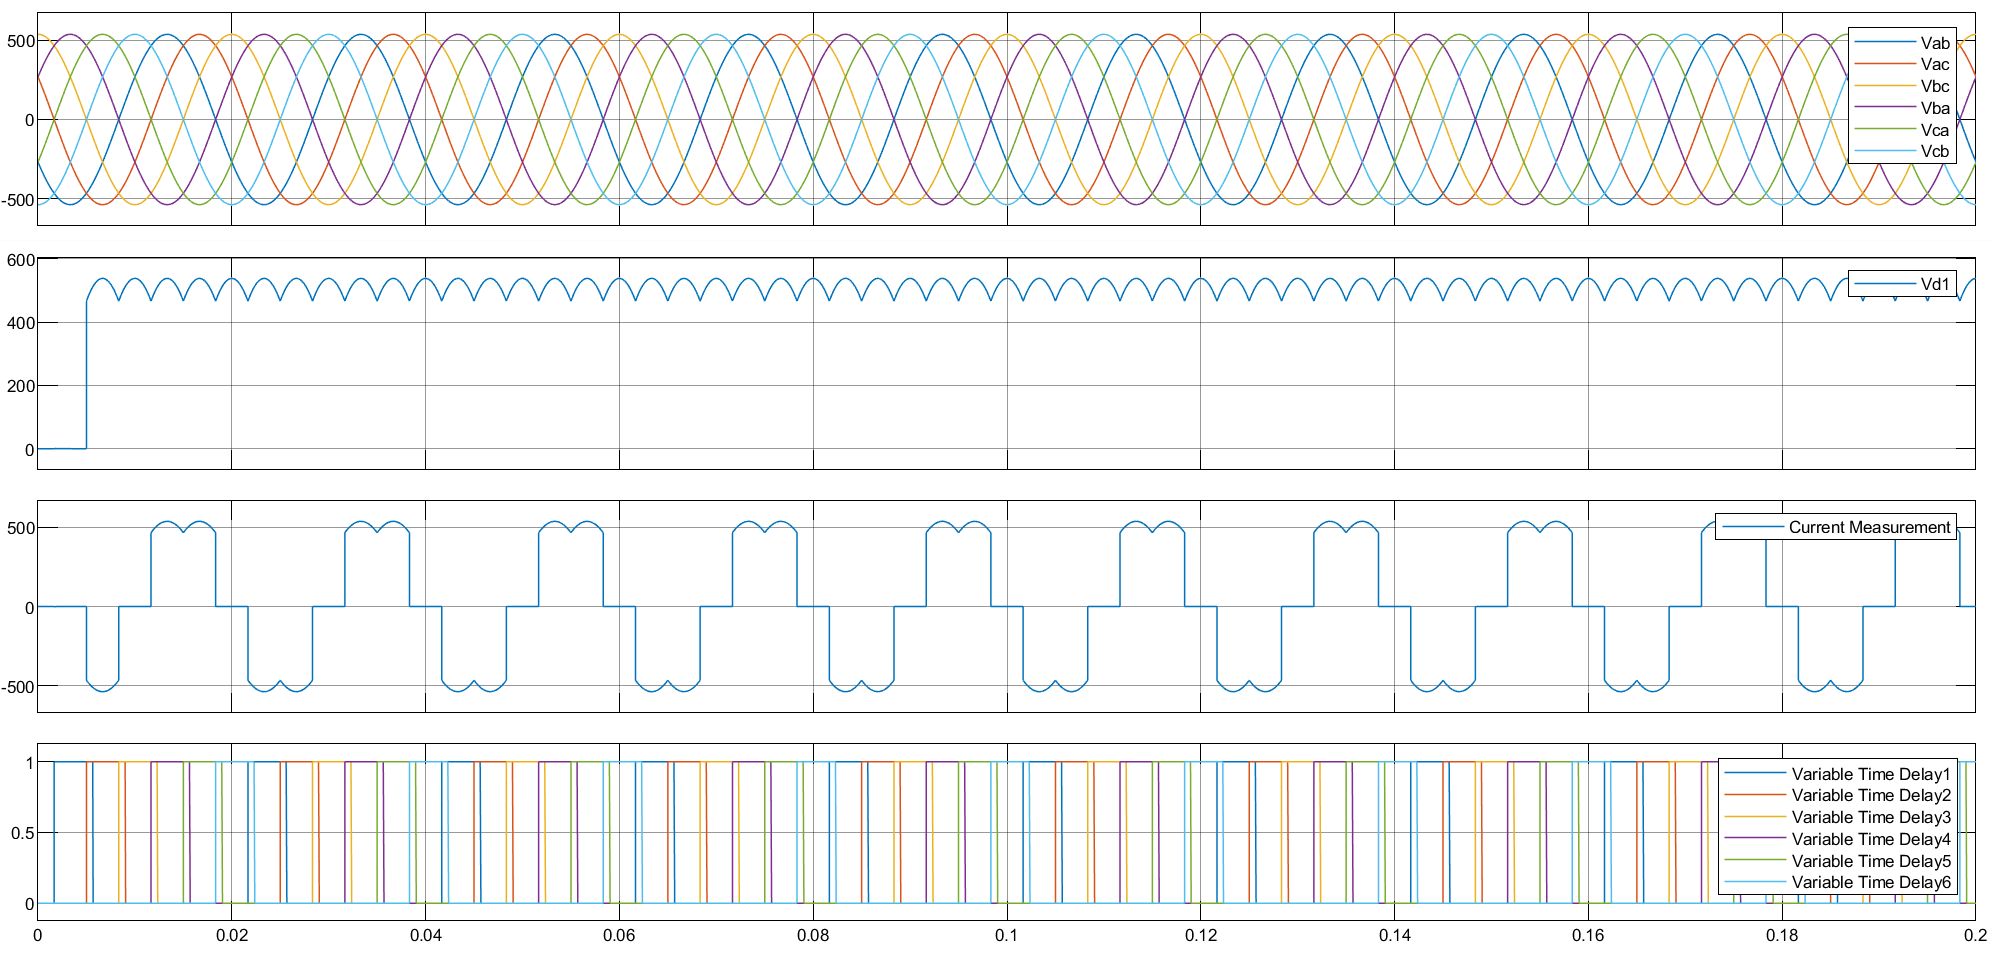 500
0
-500
Vab
Vac
Vbc
Vba
Vca
Vcb
600
400
200
0
Vd1
500
0
-500
Current Measurement
1
0.5
0
Variable Time Delay1
Variable Time Delay2
Variable Time Delay3
Variable Time Delay4
Variable Time Delay5
Variable Time Delay6
0 0.02 0.04 0.06 0.08 0.1 0.12 0.14 0.16 0.18 0.2